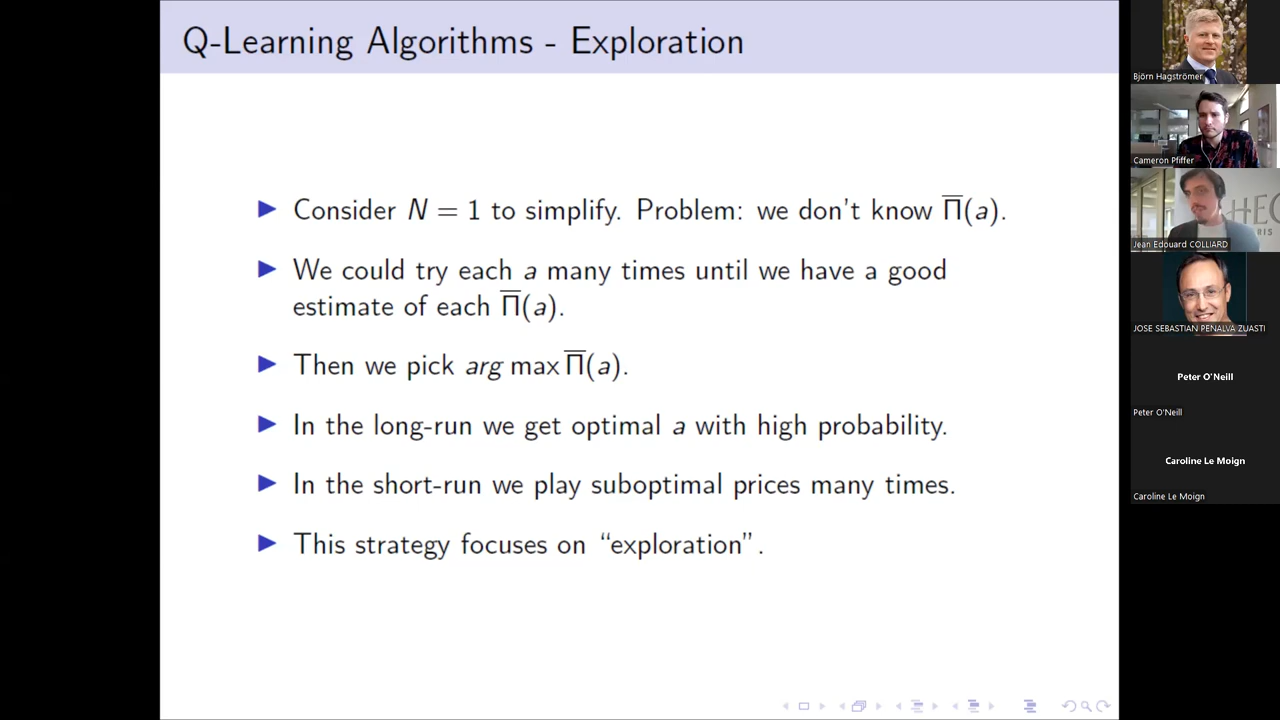 Q-Learning Algorithms - Exploration
Consider N = 1 to simplify. Problem: we don't know Π̅(a).
We could try each a many times until we have a good
estimate of each Π̅(a).
Then we pick arg max Π̅(a).
In the long-run we get optimal a with high probability.
In the short-run we play suboptimal prices many times.
This strategy focuses on “exploration”.
Björn Hagströmer
Cameron Pfiffer
HEC
Jean Edouard COLLIARD
JOSE SEBASTIAN PENALVA ZUASTI
Peter O'Neill
Peter O'Neill
Caroline Le Moign
Caroline Le Moign